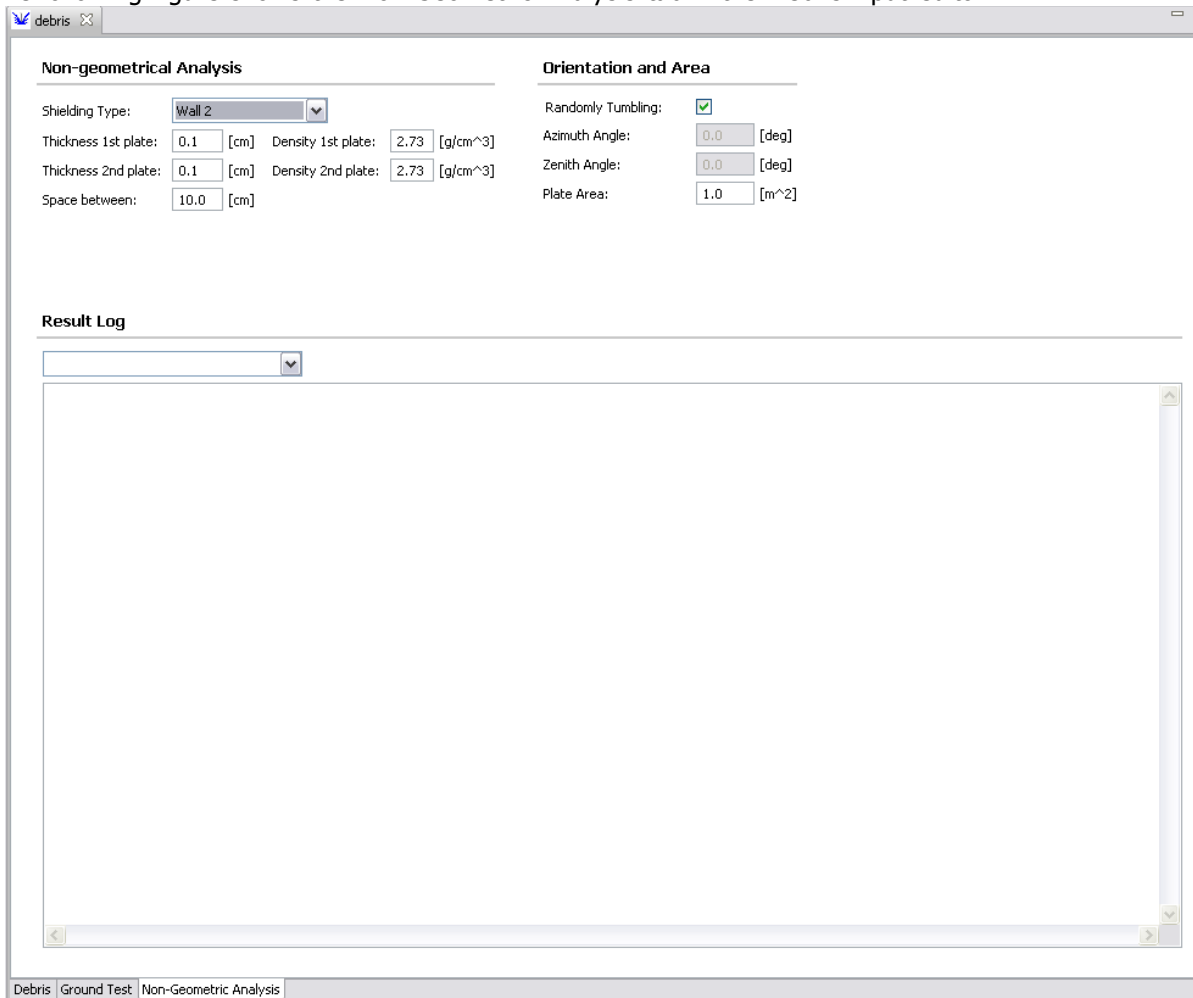 debris
Non-geometrical Analysis
Orientation and Area
Shielding Type: Wall 2
Randomly Tumbling:
Thickness 1st plate: 0.1 [cm] Density 1st plate: 2.73 [g/cm^3]
Azimuth Angle: 0.0 [deg]
Thickness 2nd plate: 0.1 [cm] Density 2nd plate: 2.73 [g/cm^3]
Zenith Angle: 0.0 [deg]
Space between: 10.0 [cm]
Plate Area: 1.0 [m^2]
Result Log
Debris Ground Test Non-Geometric Analysis